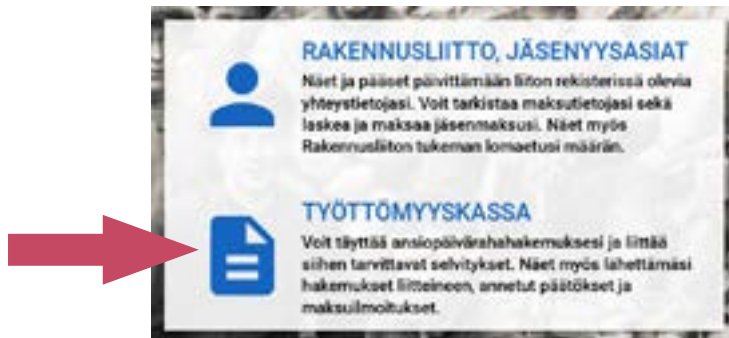 RAKENNUSLIITTO, JÄSENYYSASIAT
Näet ja pääset päivittämään liiton rekisterissä olevia
yhteystietojasi. Voit tarkistaa maksutietojasi sekä
laskea ja maksaa jäsenmaksusi. Näet myös
Rakennusliiton tukeman lomaetusi määrän.
TYÖTTÖMYYSKASSA
Voit täyttää ansiopäivärahahakemuksesi ja liittää
siihen tarvittavat selvitykset. Näet myös lähettämäsi
hakemukset liitteineen, annetut päätökset ja
maksuilmoitukset.